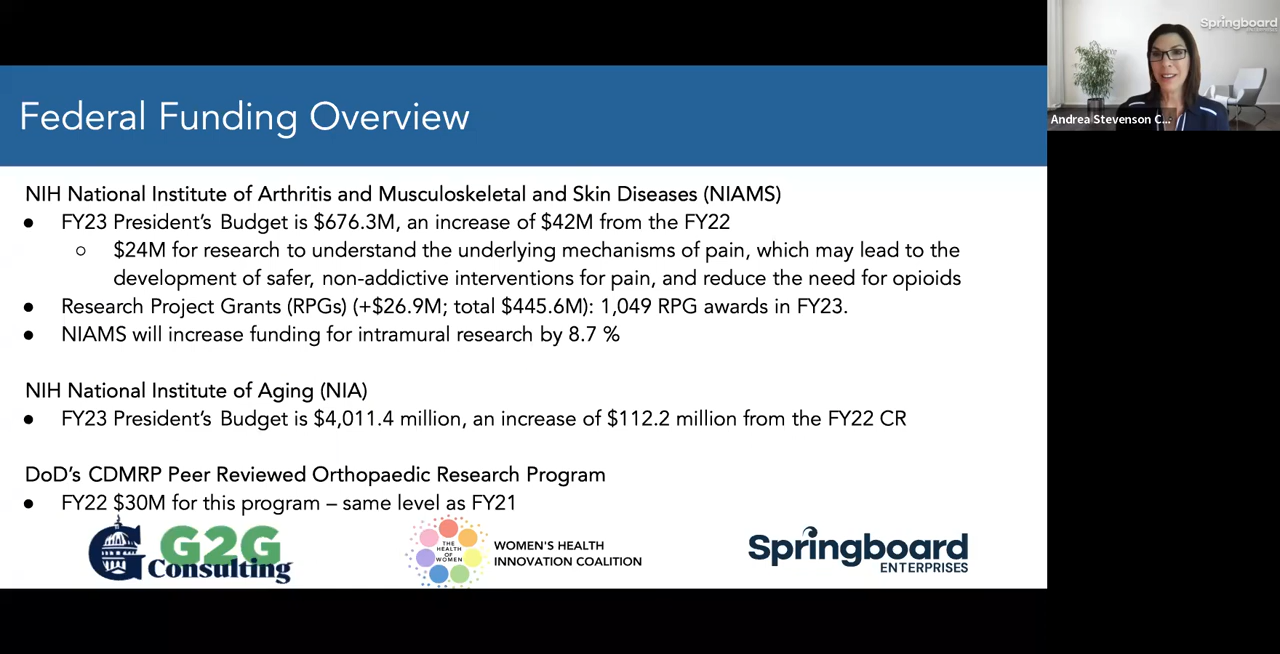 Federal Funding Overview
NIH National Institute of Arthritis and Musculoskeletal and Skin Diseases (NIAMS)
● FY23 President's Budget is $676.3M, an increase of $42M from the FY22
○ $24M for research to understand the underlying mechanisms of pain, which may lead to the
development of safer, non-addictive interventions for pain, and reduce the need for opioids
● Research Project Grants (RPGs) (+$26.9M; total $445.6M): 1,049 RPG awards in FY23.
● NIAMS will increase funding for intramural research by 8.7 %
NIH National Institute of Aging (NIA)
● FY23 President's Budget is $4,011.4 million, an increase of $112.2 million from the FY22 CR
DoD's CDMRP Peer Reviewed Orthopaedic Research Program
● FY22 $30M for this program – same level as FY21
G2G
Consulting
THE
HEALTH
OF
WOMEN
WOMEN'S HEALTH
INNOVATION COALITION
Springboard
ENTERPRISES
Springboard
ENTERPRISES
Andrea Stevenson C...